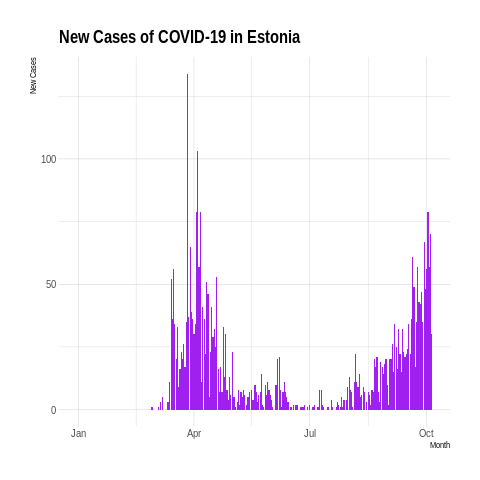 New Cases of COVID-19 in Estonia
New Cases
100
50
0
Jan Apr Jul Oct
Month